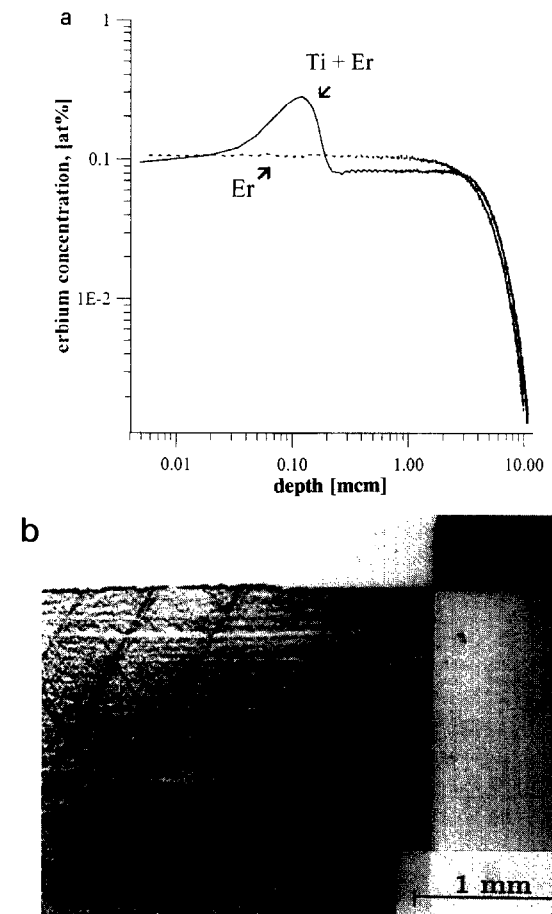 a
1
Ti + Er
0.1
Er
1E-2
erbium concentration, [at%]
0.01 0.10 1.00 10.00
depth [mcm]
b
1 mm